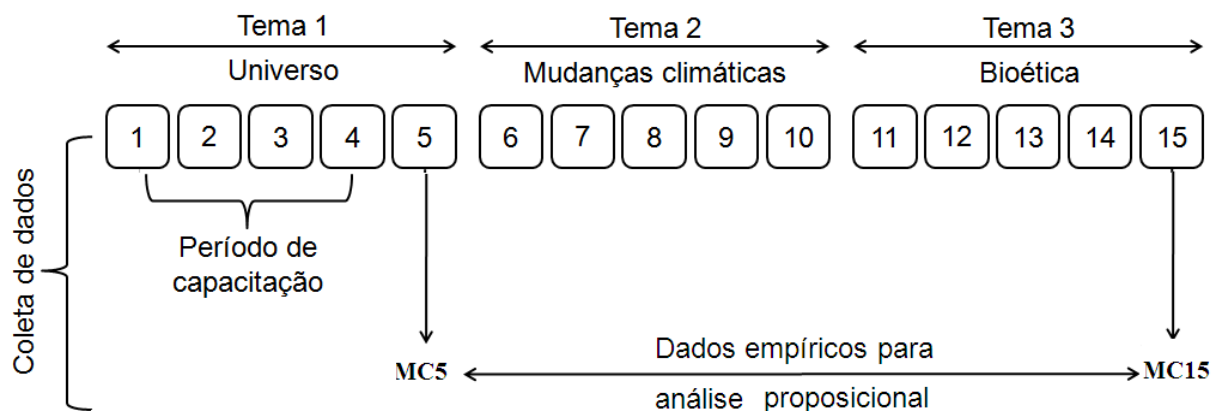 Tema 1
Tema 2
Tema 3
Universo
Mudanças climáticas
Bioética
1 2 3 4 5 6 7 8 9 10 11 12 13 14 15
Período de
capacitação
Coleta de dados
MC5
Dados empíricos para
análise proposicional
MC15